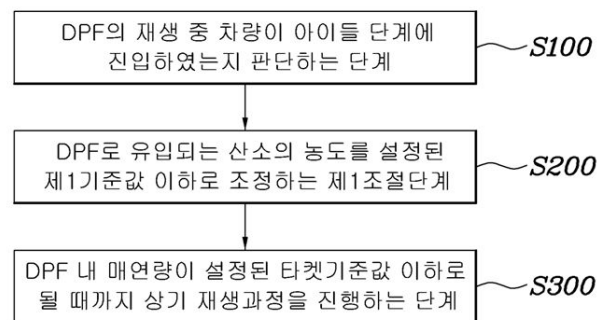 DPF의 재생 중 차량이 아이들 단계에
진입하였는지 판단하는 단계
S100
DPF로 유입되는 산소의 농도를 설정된
제1기준값 이하로 조정하는 제1조절단계
S200
DPF 내 매연량이 설정된 타켓기준값 이하로
될 때까지 상기 재생과정을 진행하는 단계
S300